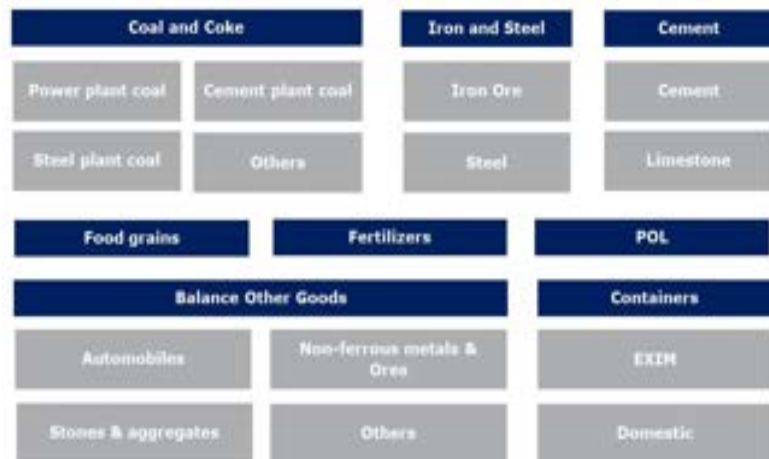 Coal and Coke
Iron and Steel
Cement
Power plant coal
Cement plant coal
Iron Ore
Cement
Steel plant coal
Others
Steel
Limestone
Food grains
Fertilizers
POL
Balance Other Goods
Containers
Automobiles
Non-ferrous metals &
Ores
EXIM
Stones & aggregates
Others
Domestic